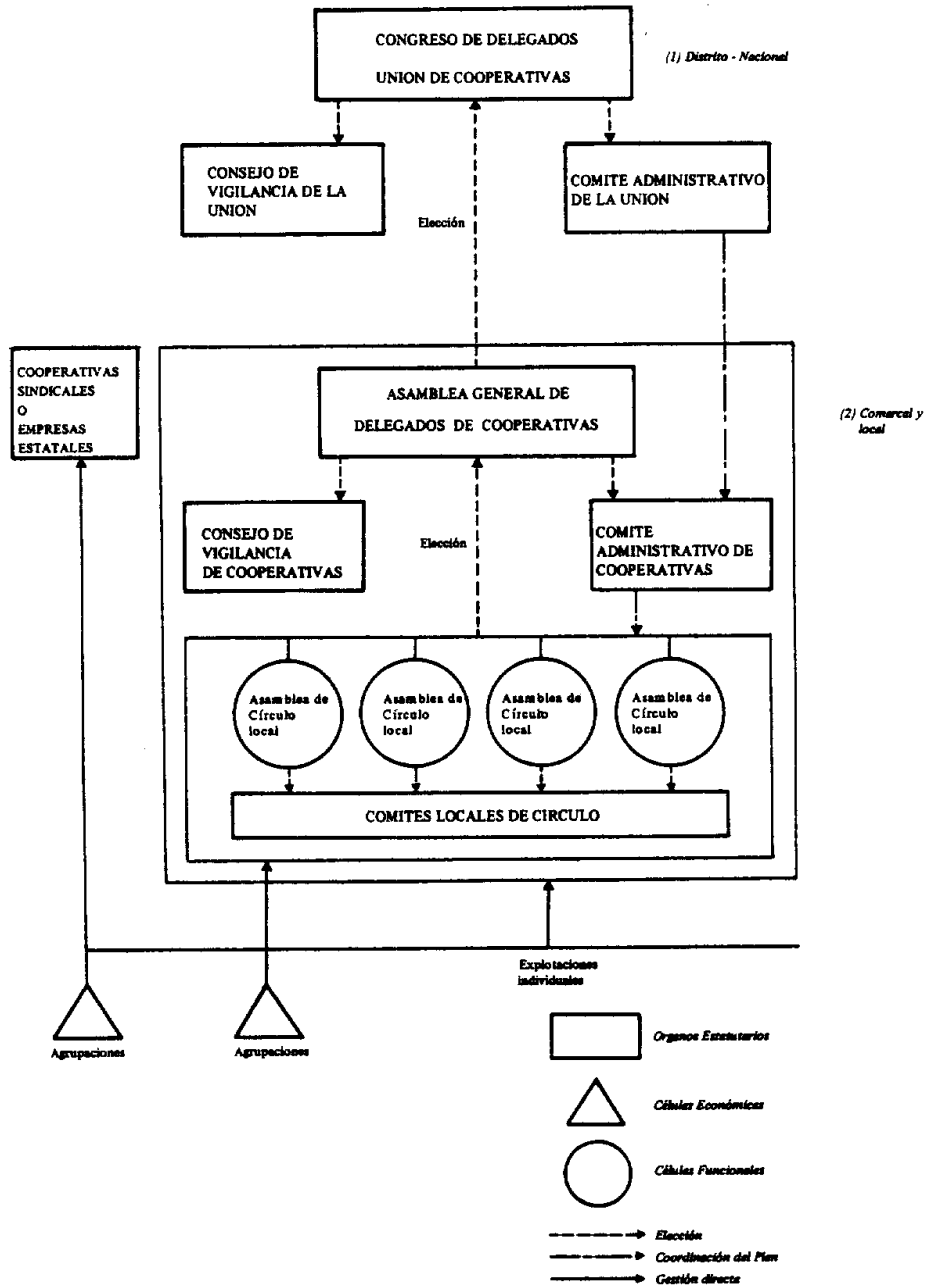 CONGRESO DE DELEGADOS
UNION DE COOPERATIVAS
(1) Distrito - Nacional
CONSEJO DE
VIGILANCIA DE LA
UNION
COMITE ADMINISTRATIVO
DE LA UNION
Elección
COOPERATIVAS
SINDICALES
O
EMPRESAS
ESTATALES
ASAMBLEA GENERAL DE
DELEGADOS DE COOPERATIVAS
(2) Comarcal y
local
CONSEJO DE
VIGILANCIA
DE COOPERATIVAS
Elección
COMITE
ADMINISTRATIVO DE
COOPERATIVAS
Asamblea de
Círculo
local
Asamblea de
Círculo
local
Asamblea de
Círculo
local
Asamblea de
Círculo
local
COMITES LOCALES DE CIRCULO
Explotaciones
individuales
Agrupaciones
Agrupaciones
Organos Estatutarios
Células Económicas
Células Funcionales
Elección
Coordinación del Plan
Gestión directa